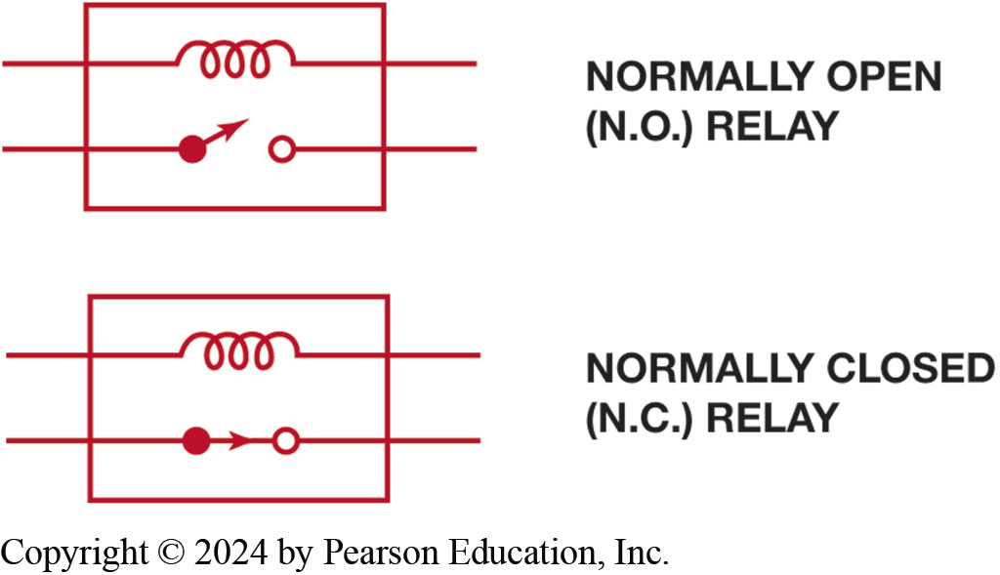 NORMALLY OPEN
(N.O.) RELAY
NORMALLY CLOSED
(N.C.) RELAY
Copyright © 2024 by Pearson Education, Inc.